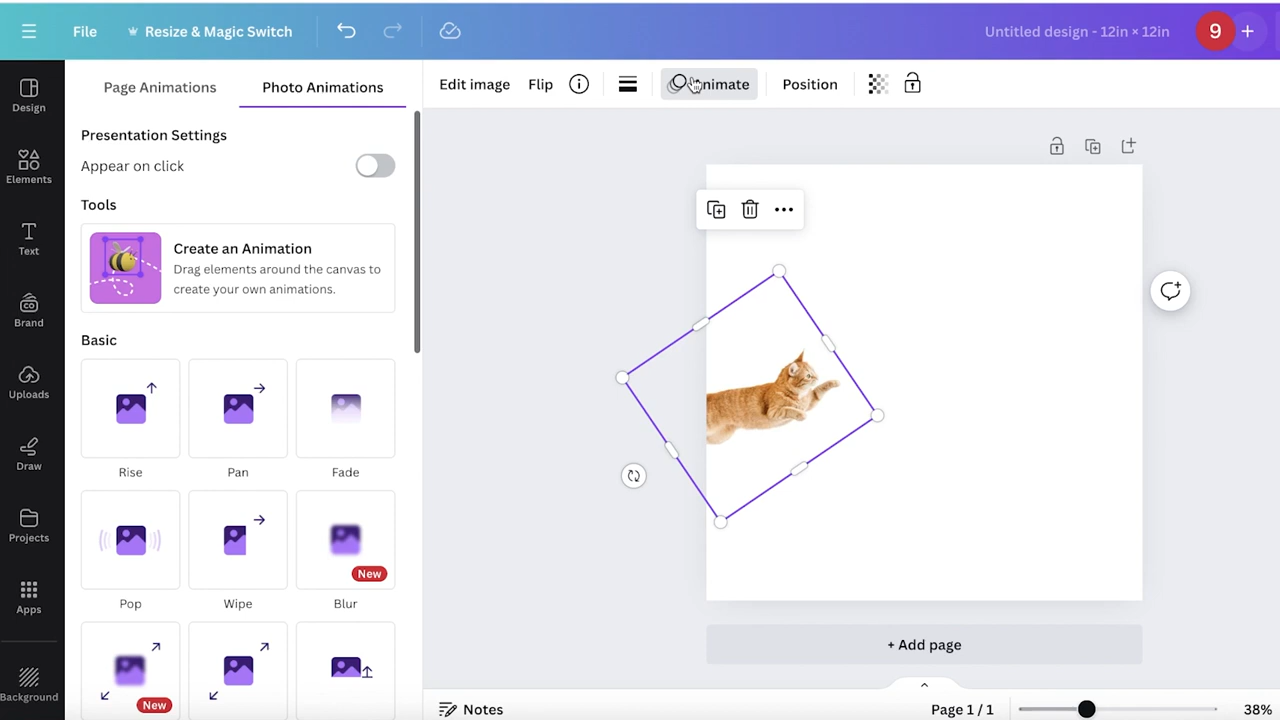 File
Resize & Magic Switch
Untitled design - 12in × 12in
9
Design
Elements
Text
Brand
Uploads
Draw
Projects
Apps
Background
Page Animations
Photo Animations
Presentation Settings
Appear on click
Tools
Create an Animation
Drag elements around the canvas to
create your own animations.
Basic
Rise
Pan
Fade
Pop
Wipe
New
Blur
New
Edit image
Flip
Animate
Position
+ Add page
Notes
Page 1 / 1
38%